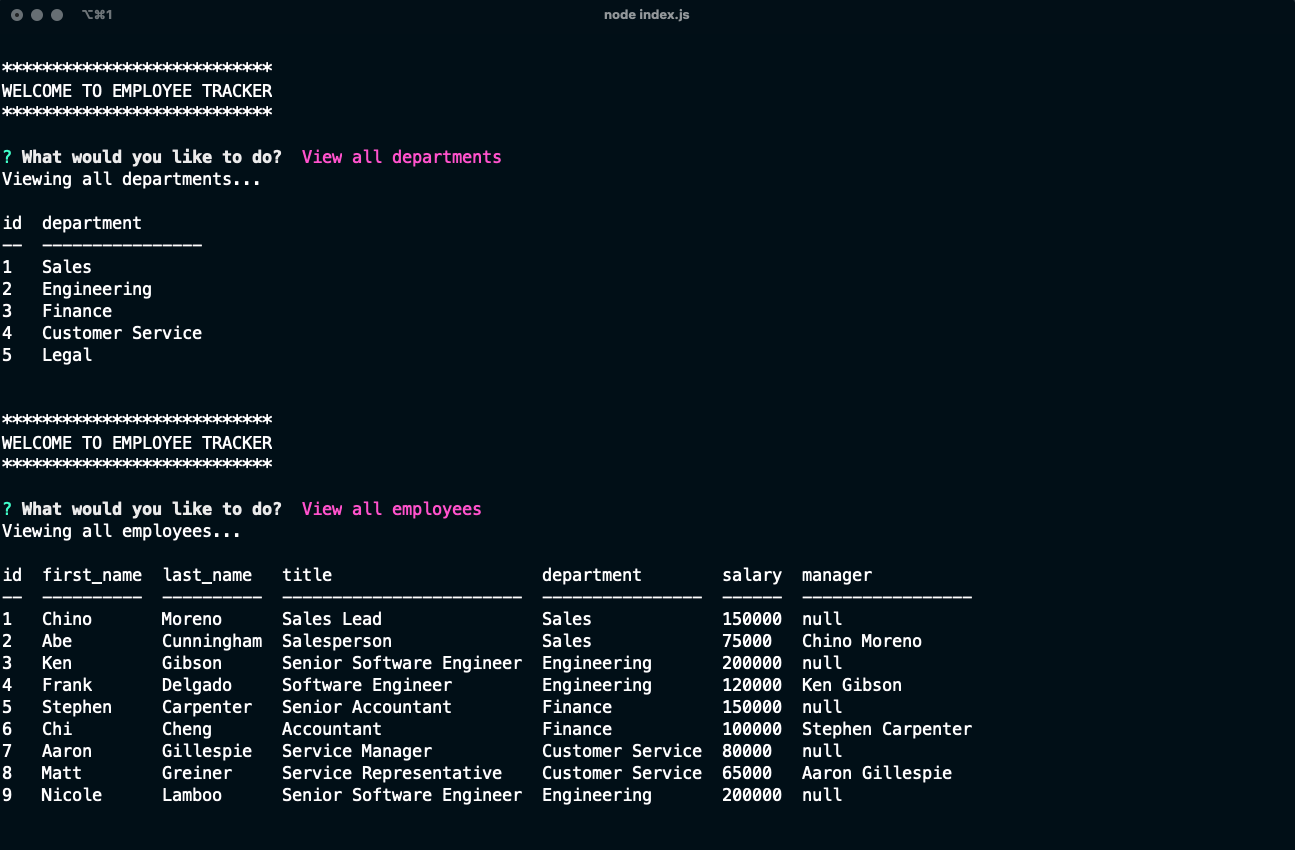 ⌥⌘1 node index.js
***************************
WELCOME TO EMPLOYEE TRACKER
***************************
? What would you like to do?  View all departments
Viewing all departments...
id  department
--  ----------------
1   Sales
2   Engineering
3   Finance
4   Customer Service
5   Legal
***************************
WELCOME TO EMPLOYEE TRACKER
***************************
? What would you like to do?  View all employees
Viewing all employees...
id  first_name  last_name   title                     department        salary  manager
--  ----------  ----------  ------------------------  ----------------  ------  -----------------
1   Chino       Moreno      Sales Lead                Sales             150000  null
2   Abe         Cunningham  Salesperson               Sales             75000   Chino Moreno
3   Ken         Gibson      Senior Software Engineer  Engineering       200000  null
4   Frank       Delgado     Software Engineer         Engineering       120000  Ken Gibson
5   Stephen     Carpenter   Senior Accountant         Finance           150000  null
6   Chi         Cheng       Accountant                Finance           100000  Stephen Carpenter
7   Aaron       Gillespie   Service Manager           Customer Service  80000   null
8   Matt        Greiner     Service Representative    Customer Service  65000   Aaron Gillespie
9   Nicole      Lamboo      Senior Software Engineer  Engineering       200000  null